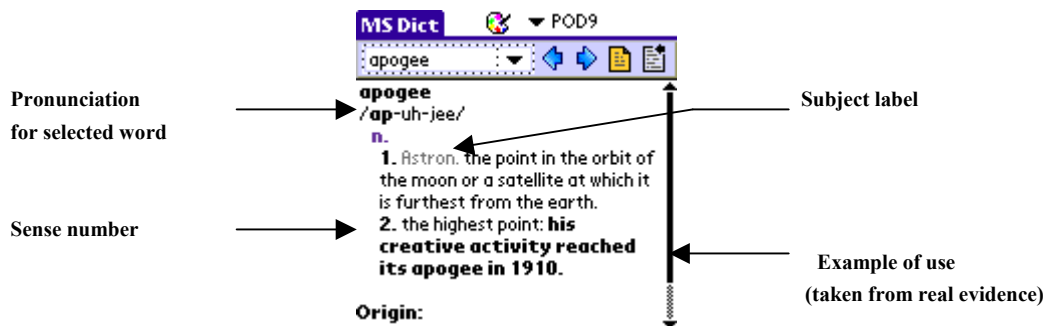 MS Dict POD9
apogee
Pronunciation
for selected word
apogee
/ap-uh-jee/
n.
1. Astron. the point in the orbit of
the moon or a satellite at which it
is furthest from the earth.
2. the highest point: his
creative activity reached
its apogee in 1910.
Origin:
Sense number
Subject label
Example of use
(taken from real evidence)